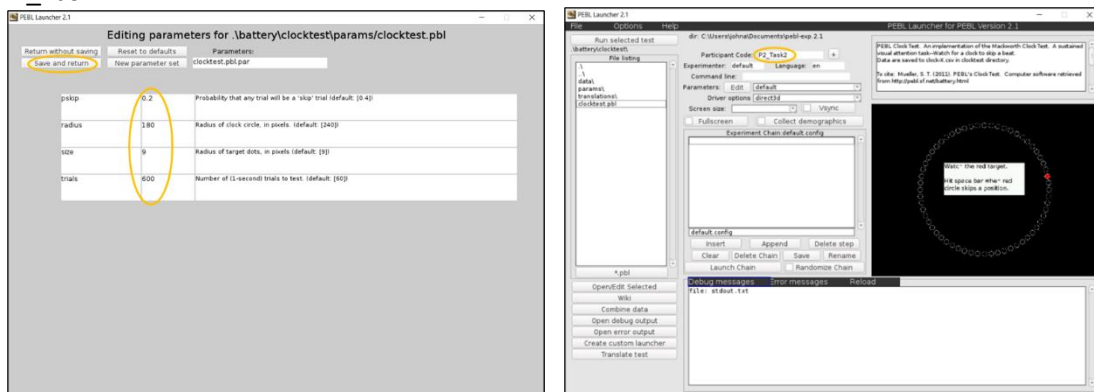 PEBL Launcher 2.1
Editing parameters for .\battery\clocktest\params/clocktest.pbl
Return without saving
Reset to defaults
Parameters:
Save and return
New parameter set
clocktest.pbl.par
pskip
0.2
Probability that any trial will be a 'skip' trial (default: [0.4])
radius
180
Radius of clock circle, in pixels. (default: [240])
size
9
Radius of target dots, in pixels (default: [9])
trials
600
Number of (1-second) trials to test. (default: [60])
PEBL Launcher 2.1
File Options Help
PEBL Launcher for PEBL Version 2.1
Run selected test
.\battery\clocktest\
File listing
.\
..\
data\
params\
translations\
clocktest.pbl
*.pbl
Open/Edit Selected
Wiki
Combine data
Open debug output
Open error output
Create custom launcher
Translate test
dir: C:\Users\johna\Documents\pebl-exp.2.1
Participant Code: P2_Task2 +
Experimenter: default Language: en
Command line:
Parameters: Edit default
Driver options direct3d
Screen size: Vsync
Fullscreen Collect demographics
Experiment Chain:default.config
default.config
Insert Append Delete step
Clear Delete Chain Save Rename
Launch Chain Randomize Chain
PEBL Clock Test. An implementation of the Mackworth Clock Test. A sustained
visual attention task--Watch for a clock to skip a beat.
Data are saved to clock-X.csv in clocktest directory.
To cite: Mueller, S. T. (2012). PEBL's Clock Test. Computer software retrieved
from http://pebl.sf.net/battery.html
Watch the red target.
Hit space bar when red
circle skips a position.
Debug messages Error messages Reload
File: stdout.txt